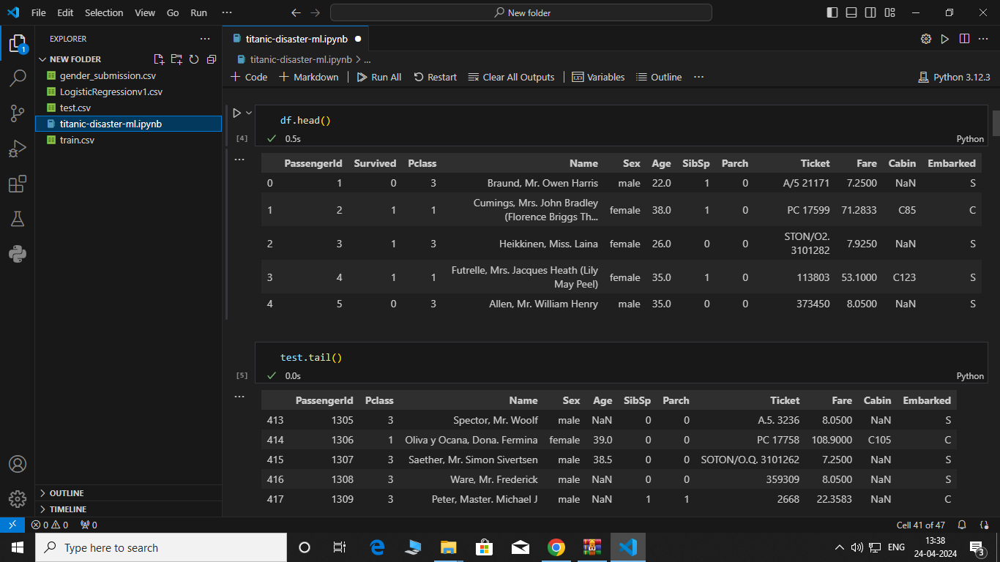 File Edit Selection View Go Run ··· New folder
EXPLORER ···
NEW FOLDER
gender_submission.csv
LogisticRegressionv1.csv
test.csv
titanic-disaster-ml.ipynb
train.csv
OUTLINE
TIMELINE
1
titanic-disaster-ml.ipynb
titanic-disaster-ml.ipynb > ...
+ Code + Markdown Run All Restart Clear All Outputs Variables Outline ··· Python 3.12.3
df.head()
[4] 0.5s Python
PassengerId Survived Pclass Name Sex Age SibSp Parch Ticket Fare Cabin Embarked
0 1 0 3 Braund, Mr. Owen Harris male 22.0 1 0 A/5 21171 7.2500 NaN S
1 2 1 1 Cumings, Mrs. John Bradley
(Florence Briggs Th... female 38.0 1 0 PC 17599 71.2833 C85 C
2 3 1 3 Heikkinen, Miss. Laina female 26.0 0 0 STON/O2.
3101282 7.9250 NaN S
3 4 1 1 Futrelle, Mrs. Jacques Heath (Lily
May Peel) female 35.0 1 0 113803 53.1000 C123 S
4 5 0 3 Allen, Mr. William Henry male 35.0 0 0 373450 8.0500 NaN S
test.tail()
[5] 0.0s Python
PassengerId Pclass Name Sex Age SibSp Parch Ticket Fare Cabin Embarked
413 1305 3 Spector, Mr. Woolf male NaN 0 0 A.5. 3236 8.0500 NaN S
414 1306 1 Oliva y Ocana, Dona. Fermina female 39.0 0 0 PC 17758 108.9000 C105 C
415 1307 3 Saether, Mr. Simon Sivertsen male 38.5 0 0 SOTON/O.Q. 3101262 7.2500 NaN S
416 1308 3 Ware, Mr. Frederick male NaN 0 0 359309 8.0500 NaN S
417 1309 3 Peter, Master. Michael J male NaN 1 1 2668 22.3583 NaN C
0 0 0 Cell 41 of 47
Type here to search ENG 13:38
24-04-2024 3